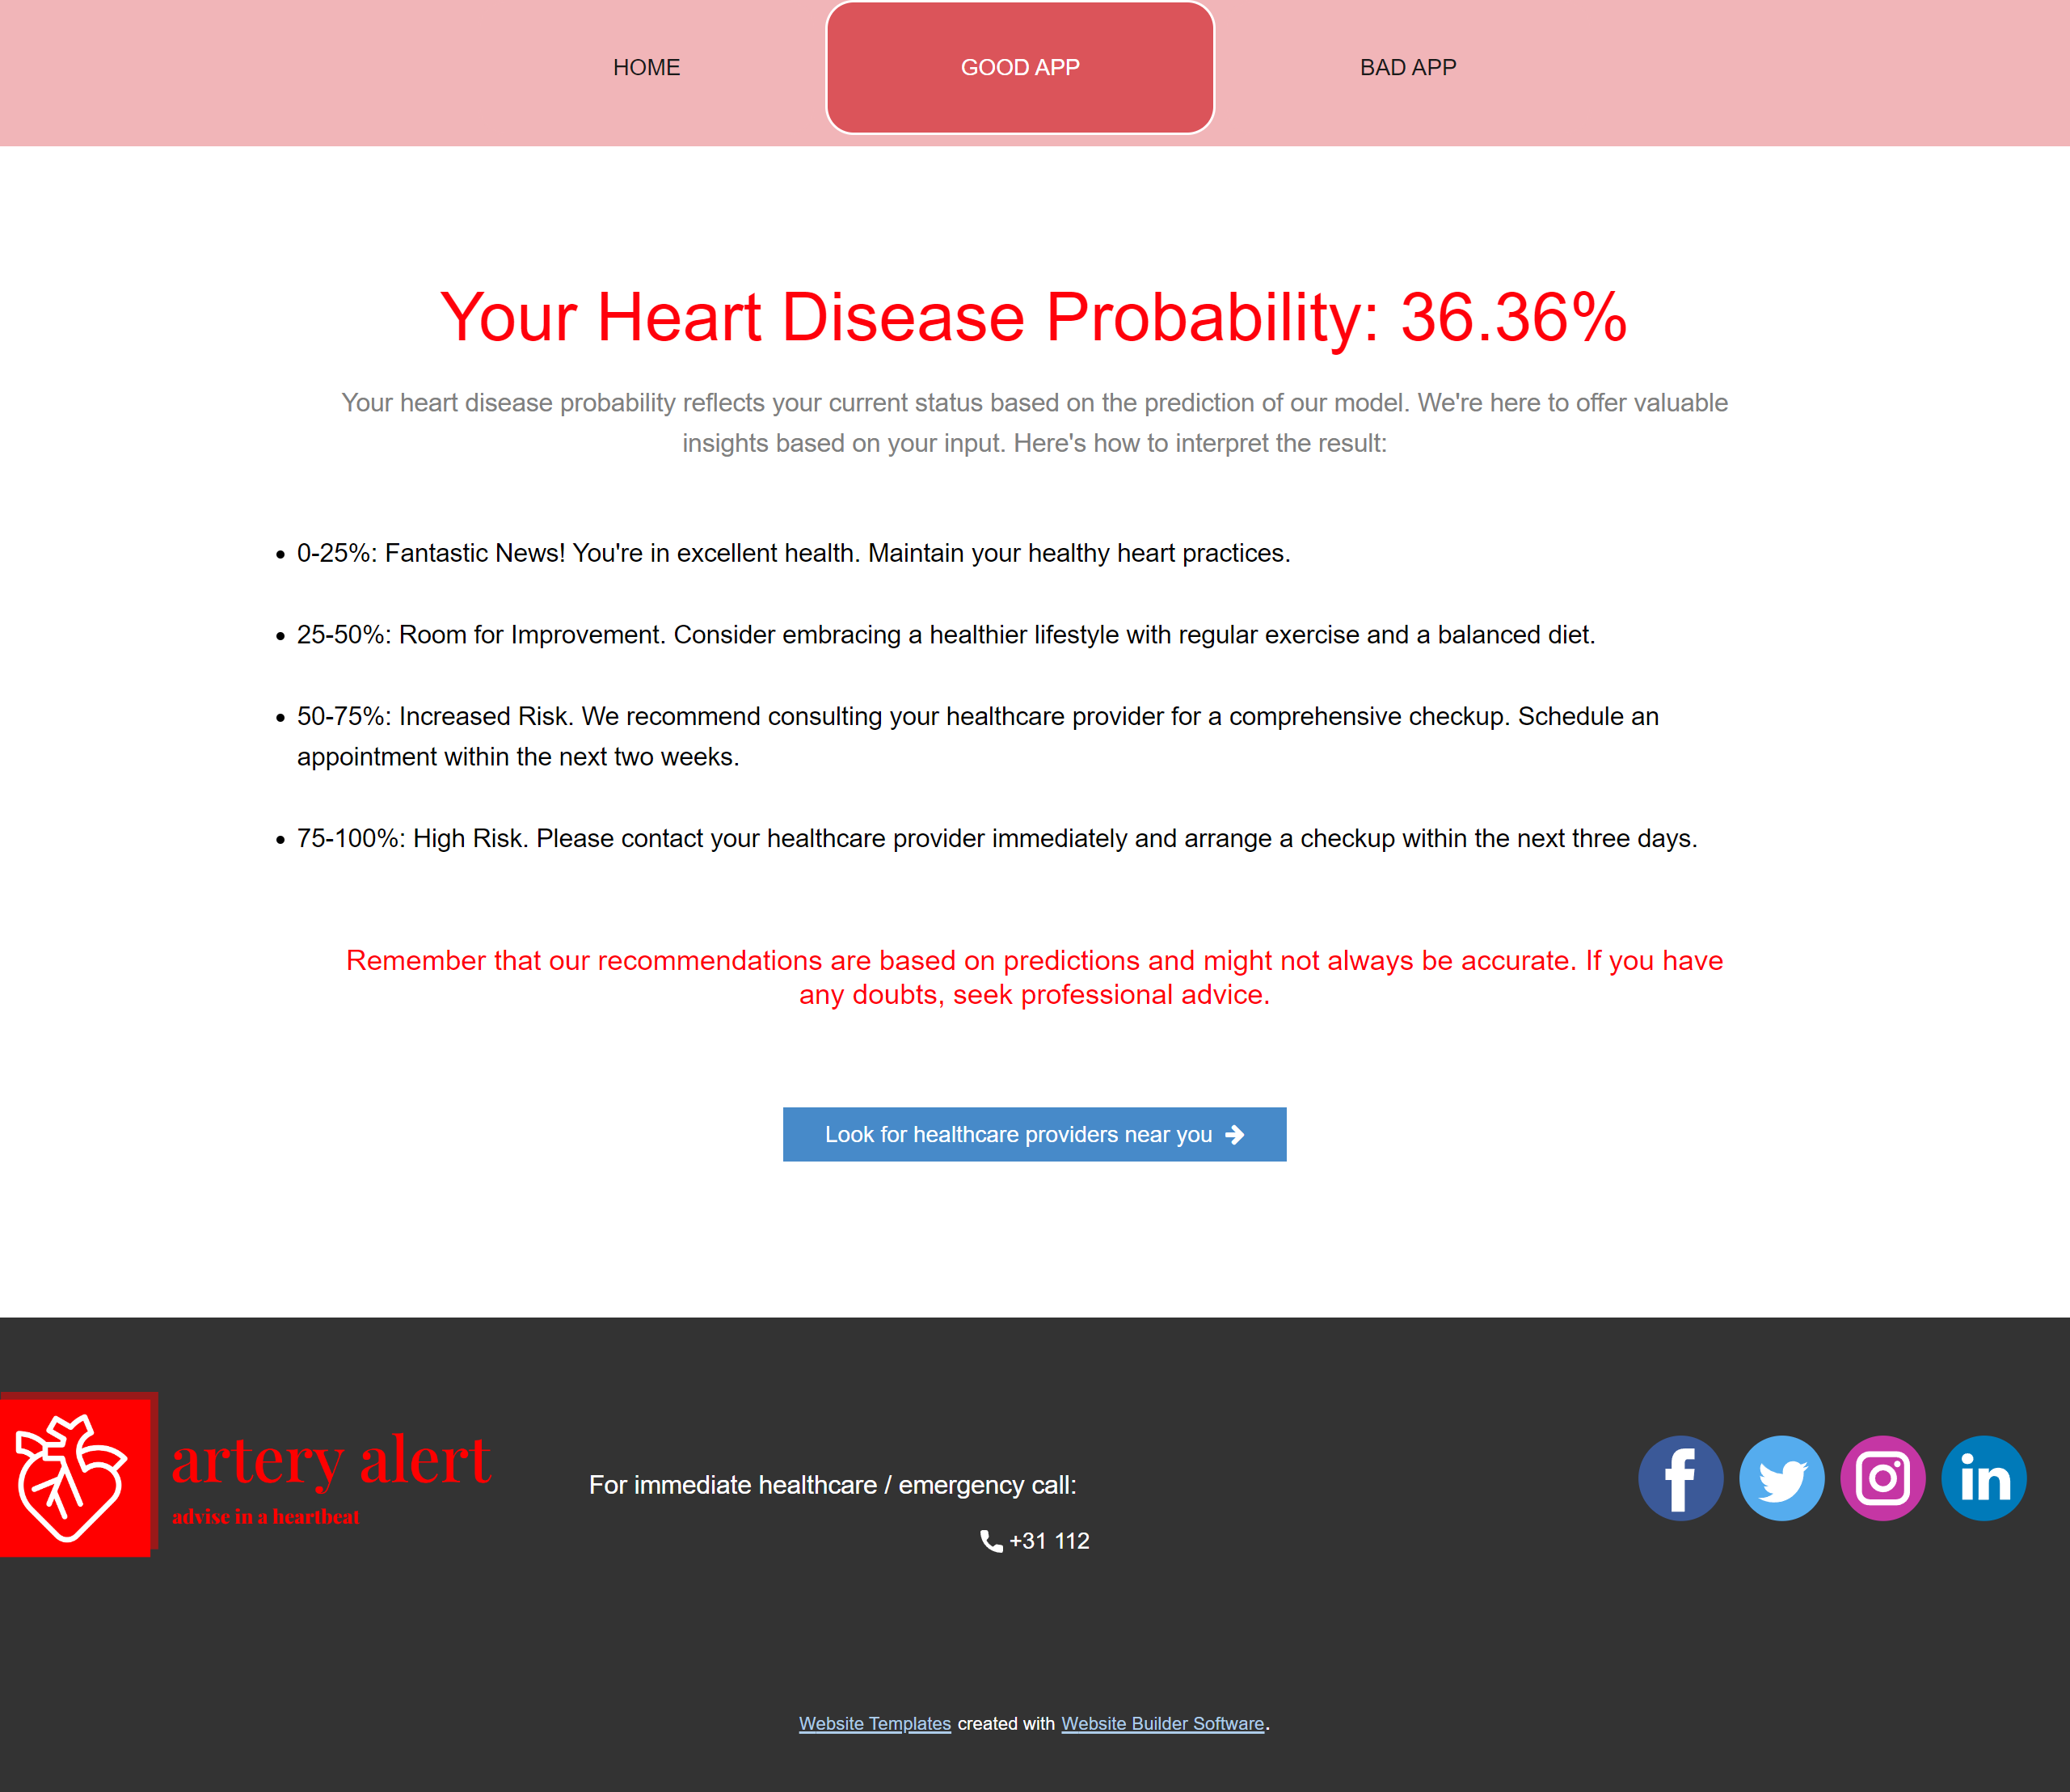 HOME
GOOD APP
BAD APP
Your Heart Disease Probability: 36.36%
Your heart disease probability reflects your current status based on the prediction of our model. We're here to offer valuable
insights based on your input. Here's how to interpret the result:
• 0-25%: Fantastic News! You're in excellent health. Maintain your healthy heart practices.
• 25-50%: Room for Improvement. Consider embracing a healthier lifestyle with regular exercise and a balanced diet.
• 50-75%: Increased Risk. We recommend consulting your healthcare provider for a comprehensive checkup. Schedule an
appointment within the next two weeks.
• 75-100%: High Risk. Please contact your healthcare provider immediately and arrange a checkup within the next three days.
Remember that our recommendations are based on predictions and might not always be accurate. If you have
any doubts, seek professional advice.
Look for healthcare providers near you
artery alert
advise in a heartbeat
For immediate healthcare / emergency call:
+31 112
f
in
Website Templates created with Website Builder Software.